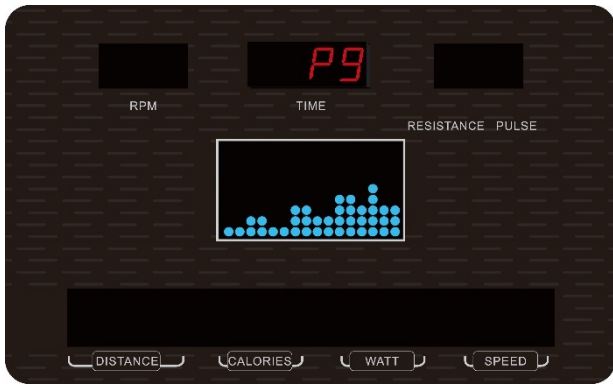 P9
RPM
TIME
RESISTANCE PULSE
DISTANCE
CALORIES
WATT
SPEED